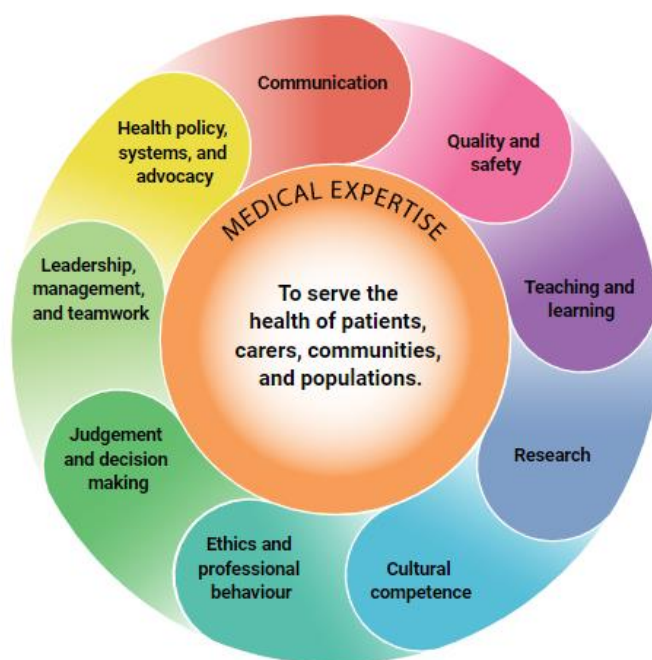 Communication
Quality and
safety
Teaching and
learning
Research
Cultural
competence
Ethics and
professional
behaviour
Judgement
and decision
making
Leadership,
management,
and teamwork
Health policy,
systems, and
advocacy
MEDICAL EXPERTISE
To serve the
health of patients,
carers, communities,
and populations.